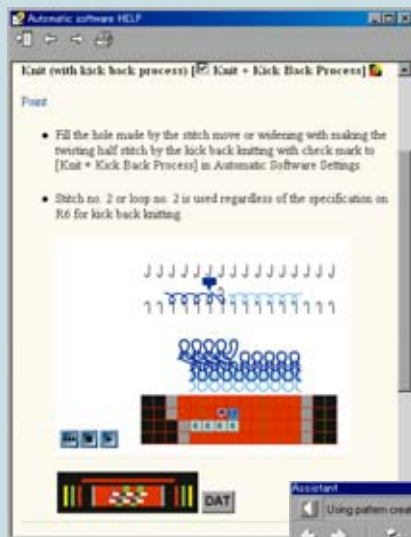 Automatic software HELP
Knit (with kick back process) [☑ Knit + Kick Back Process]
Point
• Fill the hole made by the stitch move or widening with making the
twisting half stitch by the kick back knitting with check mark to
[Knit + Kick Back Process] in Automatic Software Settings.
• Stitch no. 2 or loop no. 2 is used regardless of the specification on
R6 for kick back knitting.
DAT
Assistant
Using pattern creat